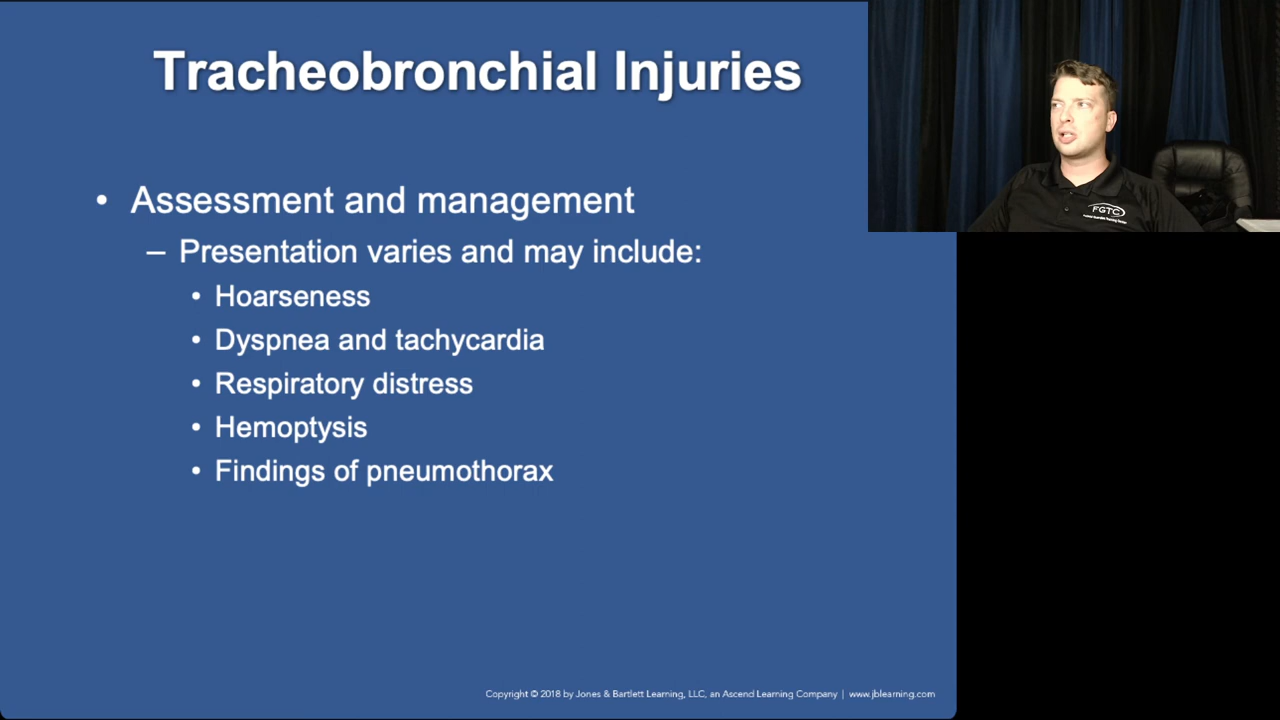 Tracheobronchial Injuries
• Assessment and management
– Presentation varies and may include:
• Hoarseness
• Dyspnea and tachycardia
• Respiratory distress
• Hemoptysis
• Findings of pneumothorax
FGTC
Copyright © 2018 by Jones & Bartlett Learning, LLC, an Ascend Learning Company | www.jblearning.com